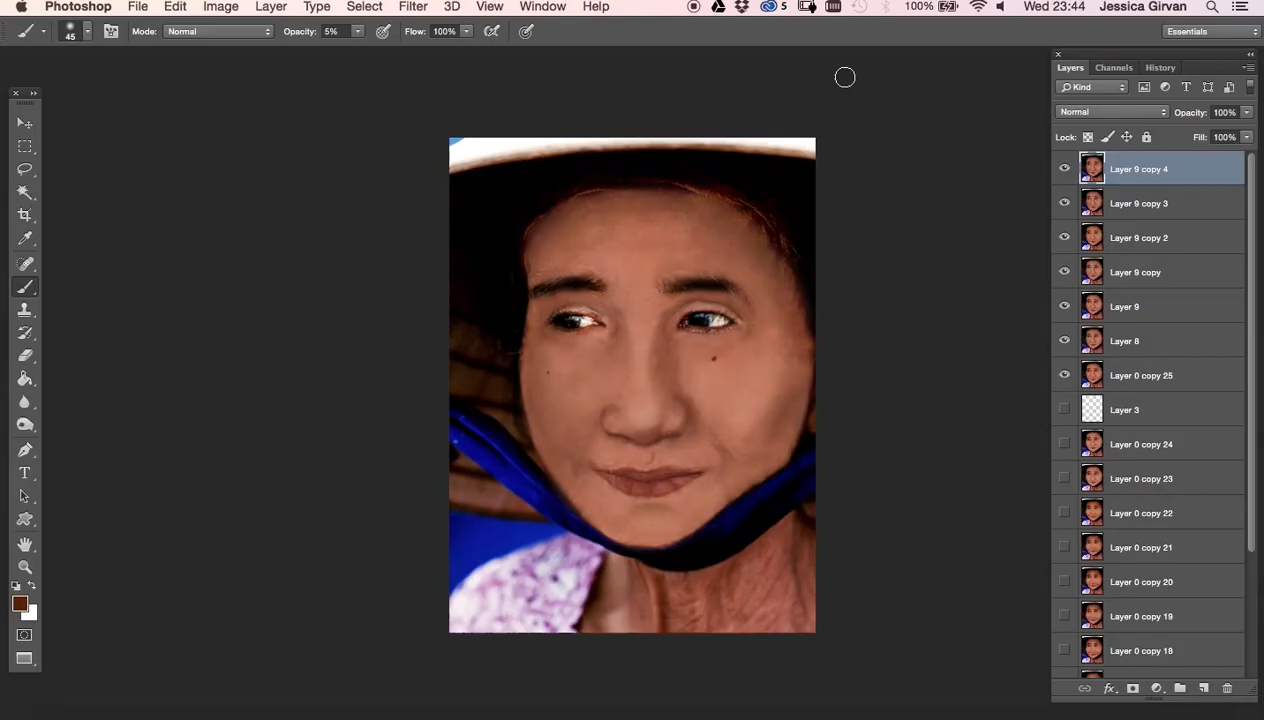 Photoshop File Edit Image Layer Type Select Filter 3D View Window Help 5 100% Wed 23:44 Jessica Girvan
45 Mode: Normal Opacity: 5% Flow: 100% Essentials
Layers Channels History
Kind
Normal Opacity: 100%
Lock: Fill: 100%
Layer 9 copy 4
Layer 9 copy 3
Layer 9 copy 2
Layer 9 copy
Layer 9
Layer 8
Layer 0 copy 25
Layer 3
Layer 0 copy 24
Layer 0 copy 23
Layer 0 copy 22
Layer 0 copy 21
Layer 0 copy 20
Layer 0 copy 19
Layer 0 copy 18